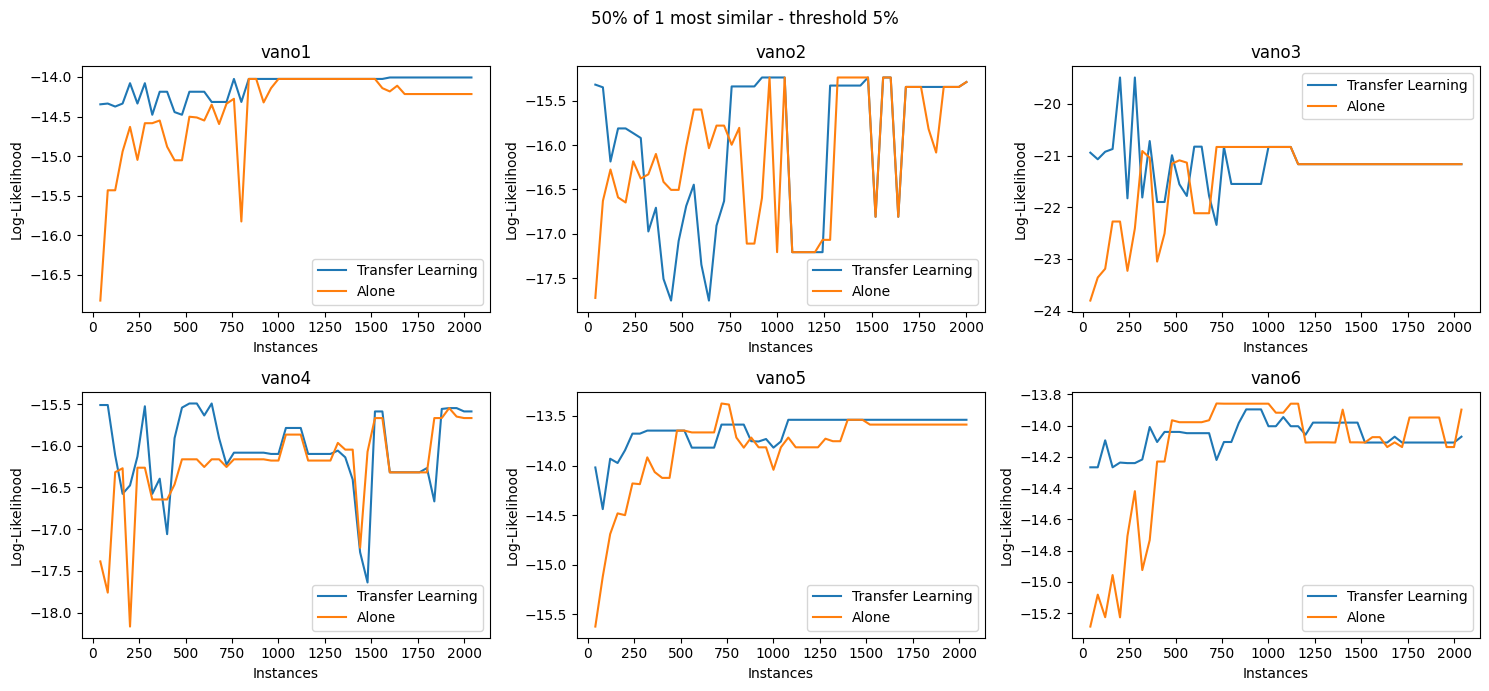 50% of 1 most similar - threshold 5%
vano1
Log-Likelihood
−14.0
−14.5
−15.0
−15.5
−16.0
−16.5
Transfer Learning
Alone
0 250 500 750 1000 1250 1500 1750 2000
Instances
vano2
Log-Likelihood
−15.5
−16.0
−16.5
−17.0
−17.5
Transfer Learning
Alone
0 250 500 750 1000 1250 1500 1750 2000
Instances
vano3
Log-Likelihood
−20
−21
−22
−23
−24
Transfer Learning
Alone
0 250 500 750 1000 1250 1500 1750 2000
Instances
vano4
Log-Likelihood
−15.5
−16.0
−16.5
−17.0
−17.5
−18.0
Transfer Learning
Alone
0 250 500 750 1000 1250 1500 1750 2000
Instances
vano5
Log-Likelihood
−13.5
−14.0
−14.5
−15.0
−15.5
Transfer Learning
Alone
0 250 500 750 1000 1250 1500 1750 2000
Instances
vano6
Log-Likelihood
−13.8
−14.0
−14.2
−14.4
−14.6
−14.8
−15.0
−15.2
Transfer Learning
Alone
0 250 500 750 1000 1250 1500 1750 2000
Instances